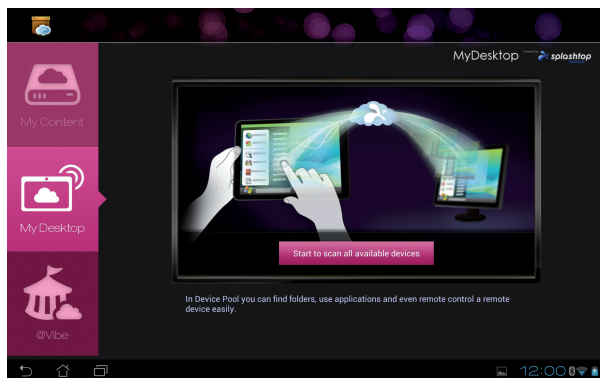 MyDesktop splashtop
My Content
My Desktop
Start to scan all available devices
In Device Pool you can find folders, use applications and even remote control a remote
device easily.
@Vibe
12:00